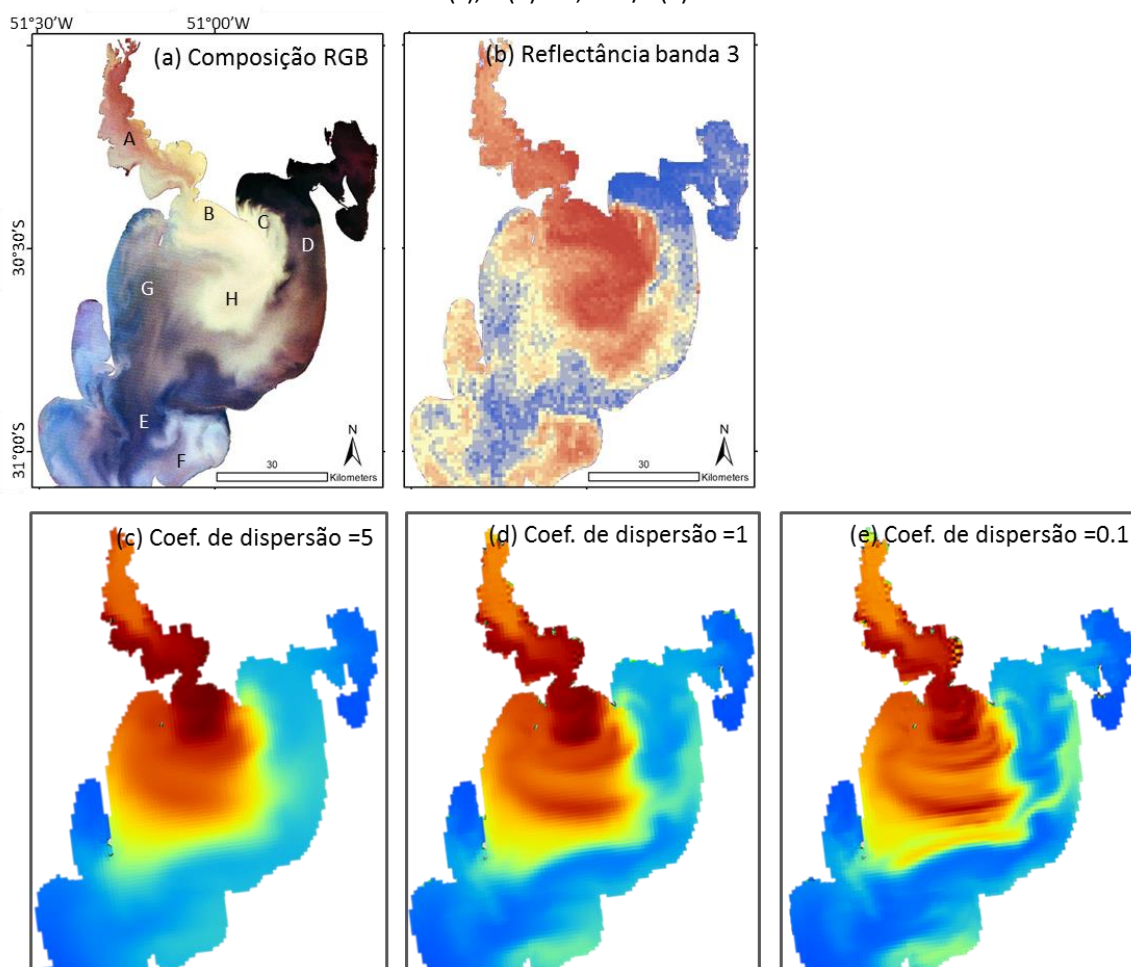 51°30'W 51°00'W
(a) Composição RGB
(b) Reflectância banda 3
A
B
C
D
G
H
E
F
30°30'S
31°00'S
N
30
Kilometers
N
30
Kilometers
(c) Coef. de dispersão =5
(d) Coef. de dispersão =1
(e) Coef. de dispersão =0.1